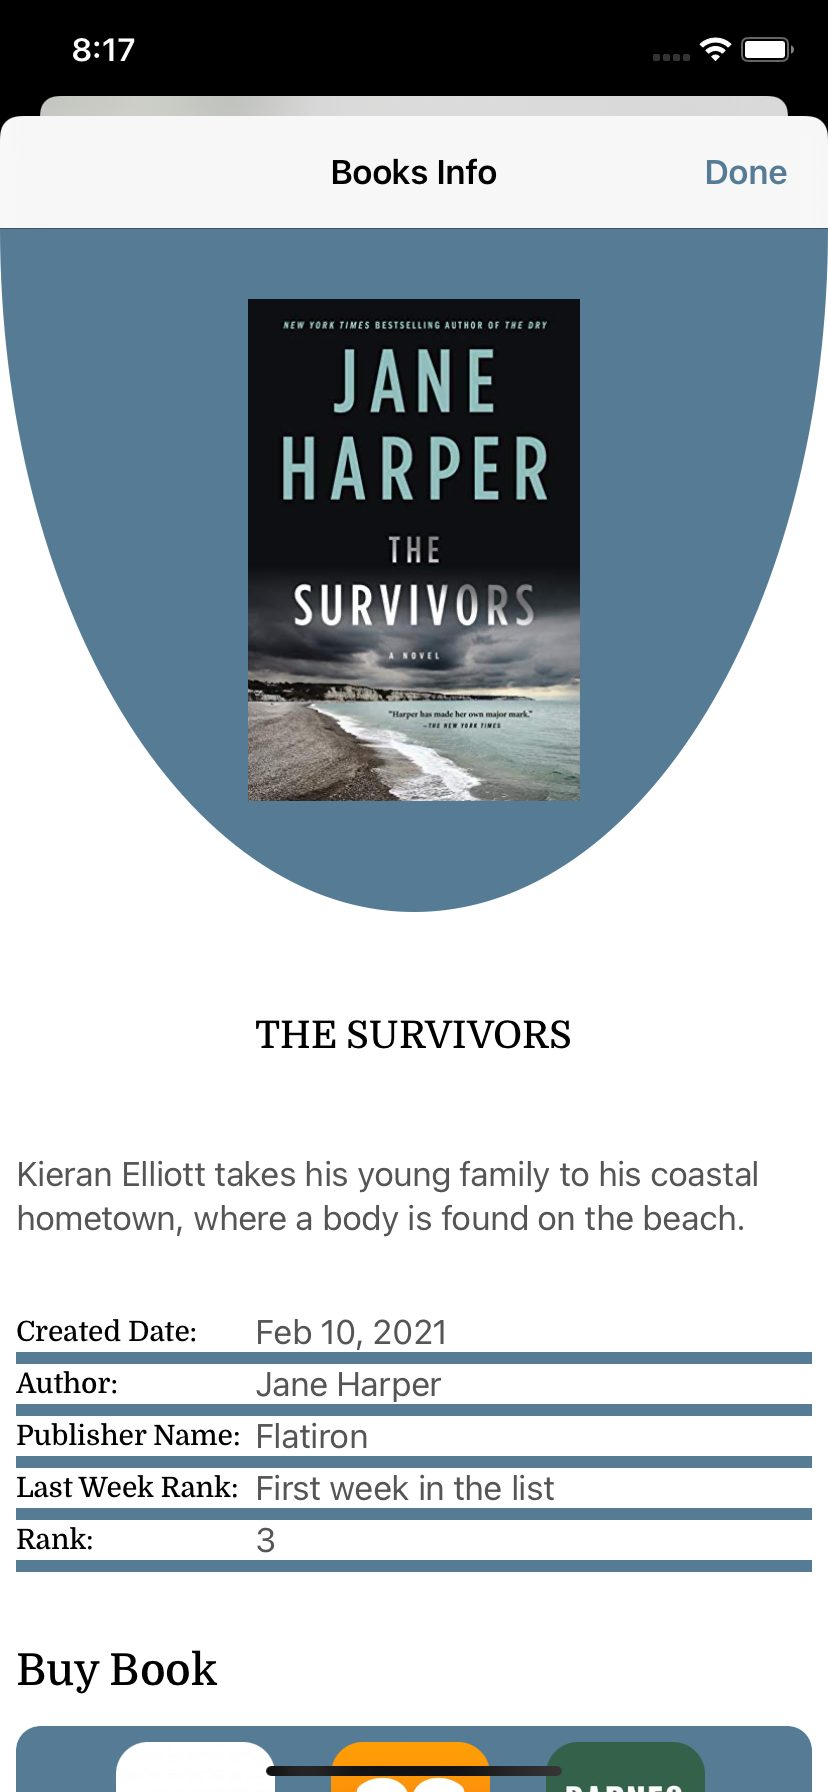 8:17
Books Info
Done
NEW YORK TIMES BESTSELLING AUTHOR OF THE DRY
JANE
HARPER
THE
SURVIVORS
A NOVEL
"Harper has made her own major mark."
—THE NEW YORK TIMES
THE SURVIVORS
Kieran Elliott takes his young family to his coastal
hometown, where a body is found on the beach.
Created Date: Feb 10, 2021
Author: Jane Harper
Publisher Name: Flatiron
Last Week Rank: First week in the list
Rank: 3
Buy Book
BARNES